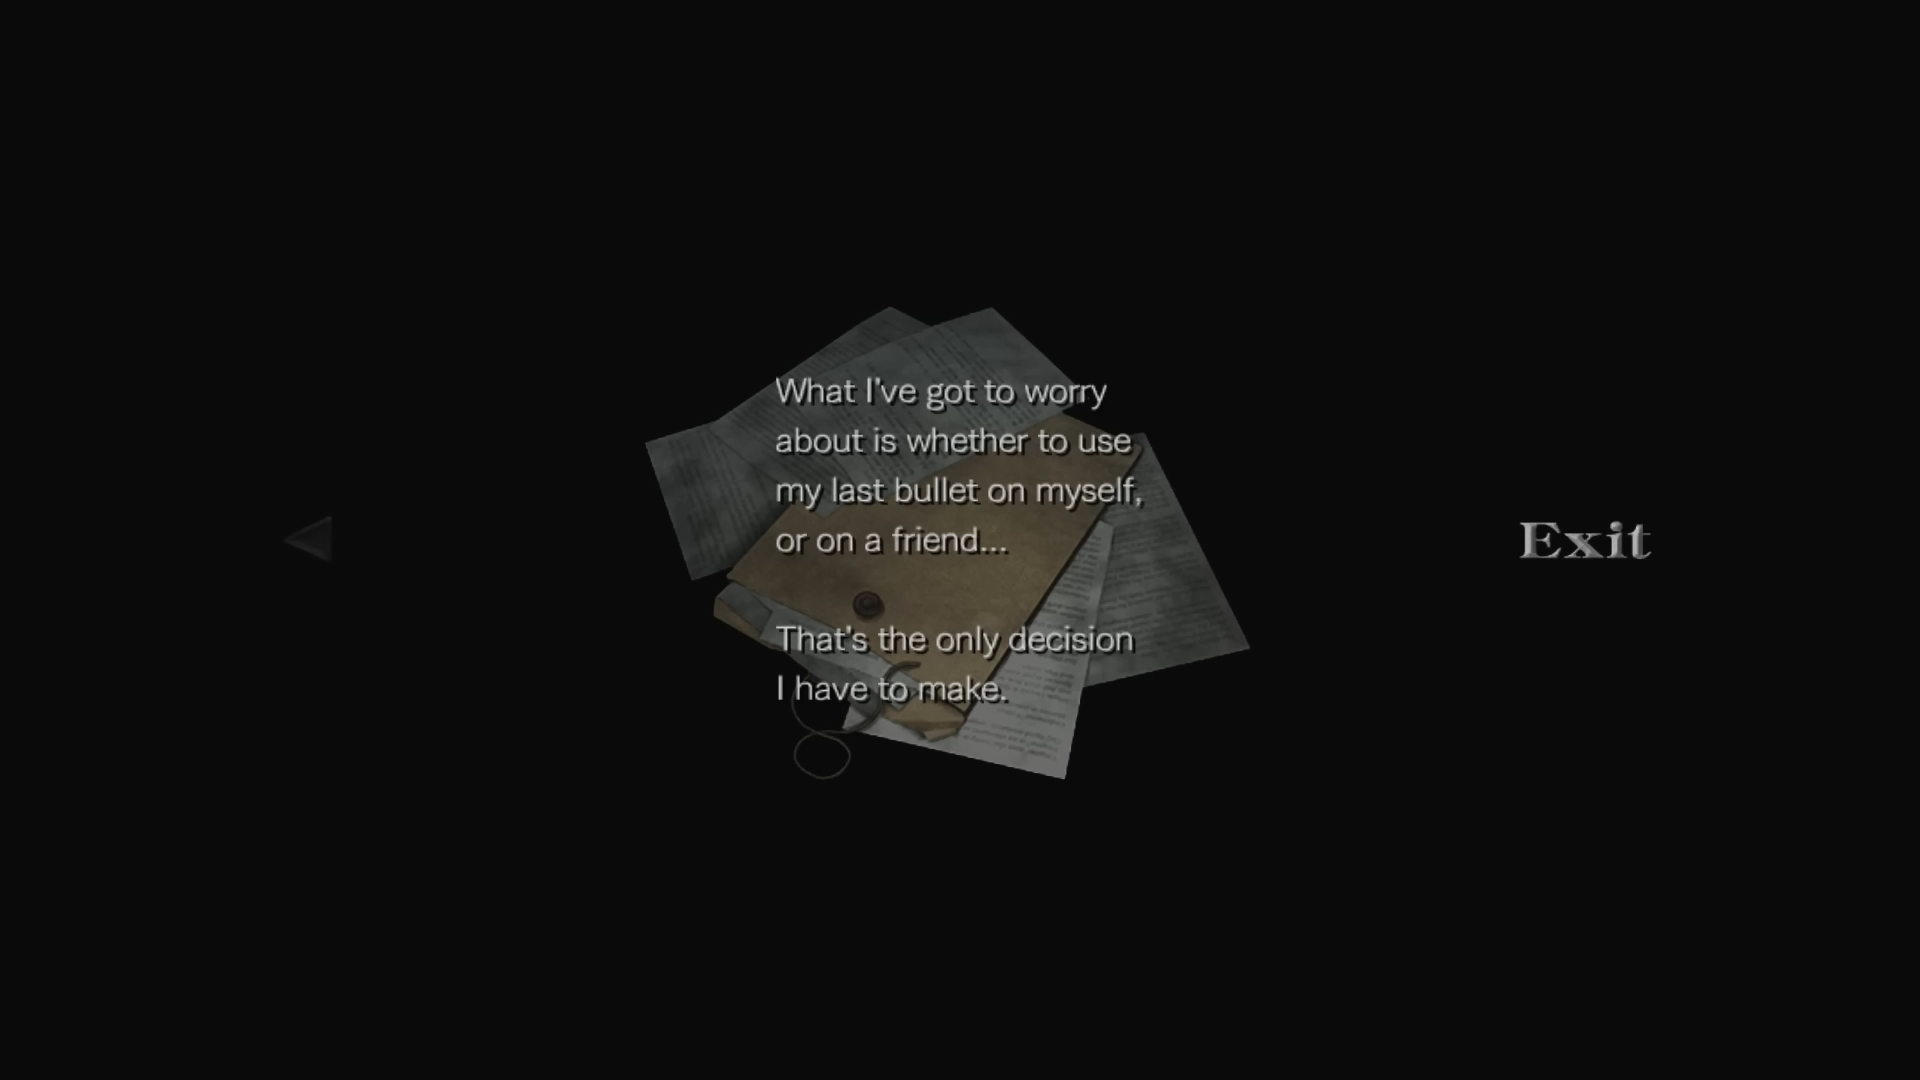 What I've got to worry
about is whether to use
my last bullet on myself,
or on a friend...
That's the only decision
I have to make.
Exit